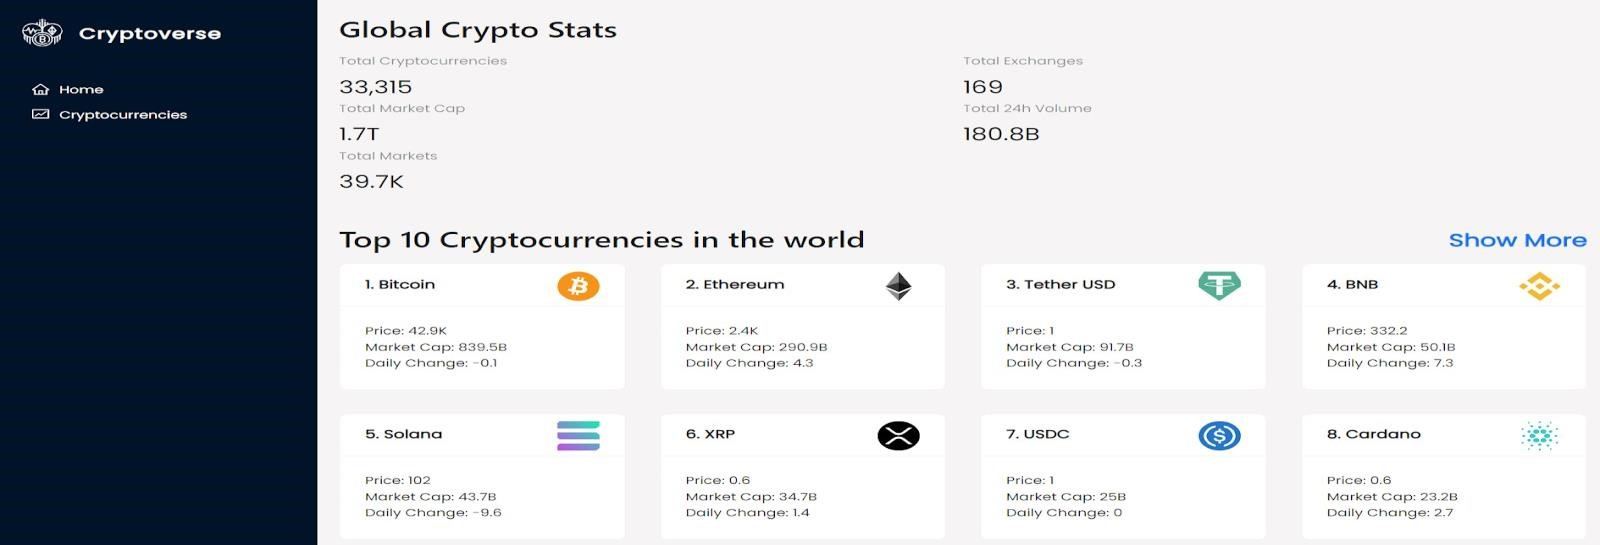 Cryptoverse
Home
Cryptocurrencies
Global Crypto Stats
Total Cryptocurrencies
33,315
Total Exchanges
169
Total Market Cap
1.7T
Total 24h Volume
180.8B
Total Markets
39.7K
Top 10 Cryptocurrencies in the world
Show More
1. Bitcoin
Price: 42.9K
Market Cap: 839.5B
Daily Change: -0.1
2. Ethereum
Price: 2.4K
Market Cap: 290.9B
Daily Change: 4.3
3. Tether USD
Price: 1
Market Cap: 91.7B
Daily Change: -0.3
4. BNB
Price: 332.2
Market Cap: 50.1B
Daily Change: 7.3
5. Solana
Price: 102
Market Cap: 43.7B
Daily Change: -9.6
6. XRP
Price: 0.6
Market Cap: 34.7B
Daily Change: 1.4
7. USDC
Price: 1
Market Cap: 25B
Daily Change: 0
8. Cardano
Price: 0.6
Market Cap: 23.2B
Daily Change: 2.7